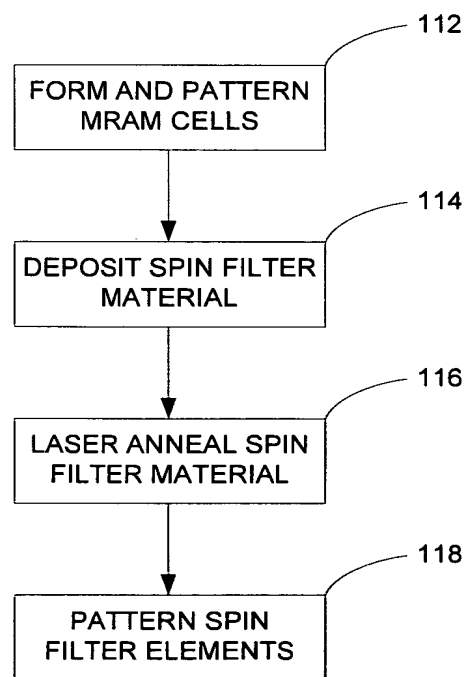 112
FORM AND PATTERN
MRAM CELLS
114
DEPOSIT SPIN FILTER
MATERIAL
116
LASER ANNEAL SPIN
FILTER MATERIAL
118
PATTERN SPIN
FILTER ELEMENTS